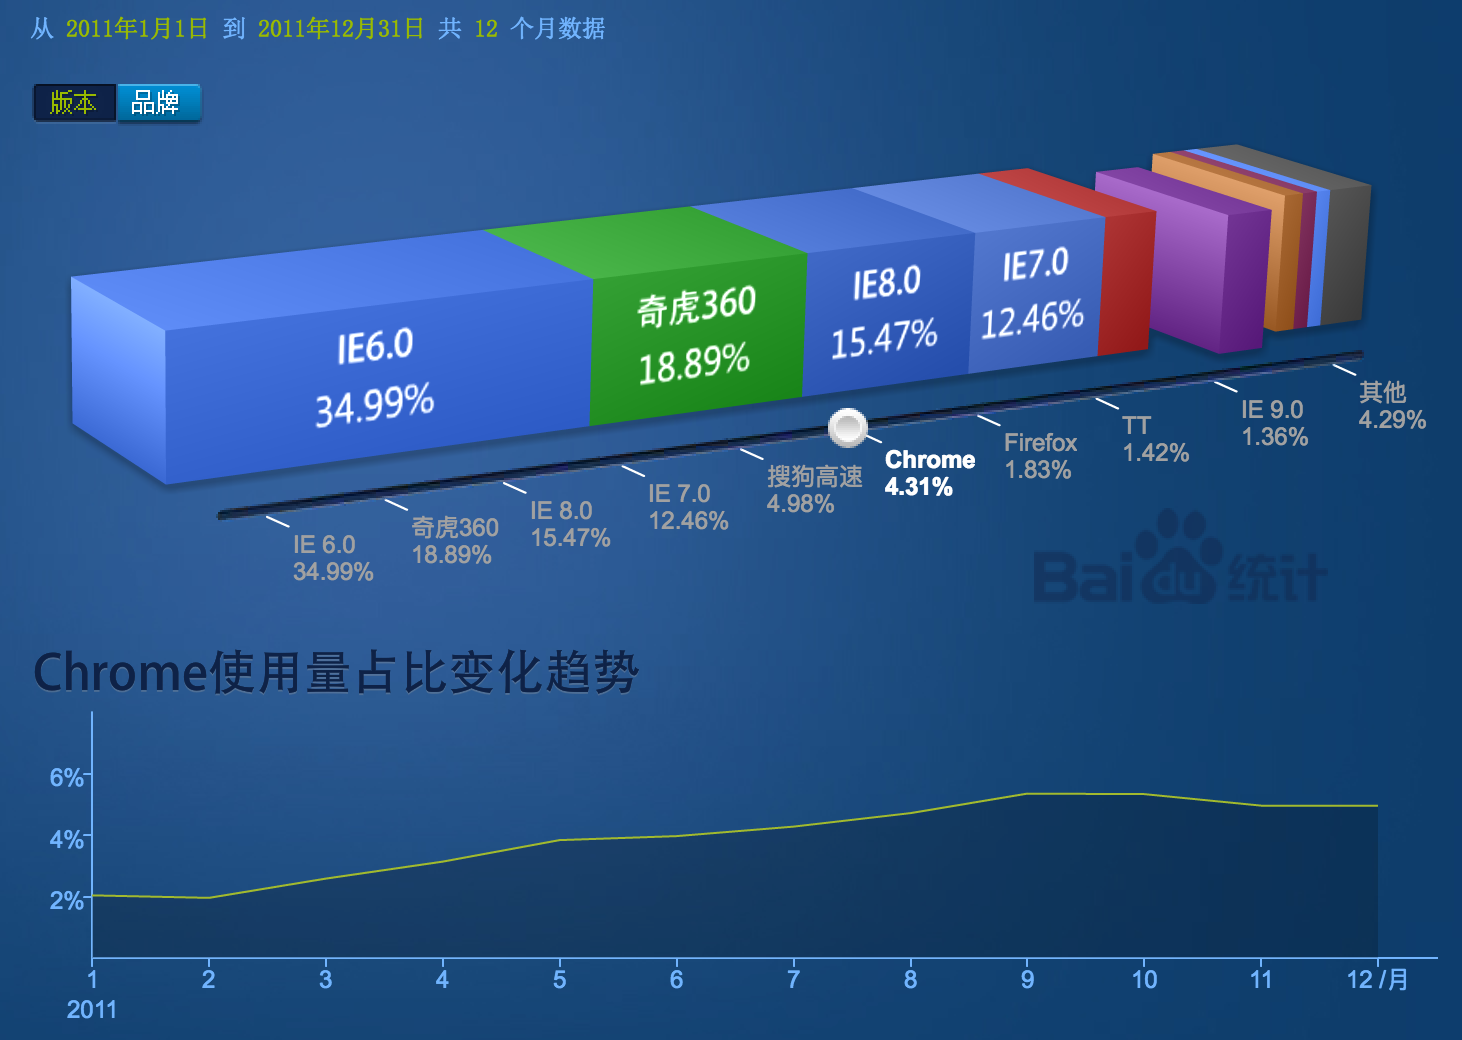 从 2011年1月1日 到 2011年12月31日 共 12 个月数据
版本 品牌
IE6.0
34.99%
奇虎360
18.89%
IE8.0
15.47%
IE7.0
12.46%
IE 6.0
34.99%
奇虎360
18.89%
IE 8.0
15.47%
IE 7.0
12.46%
搜狗高速
4.98%
Chrome
4.31%
Firefox
1.83%
TT
1.42%
IE 9.0
1.36%
其他
4.29%
Bai du 统计
Chrome使用量占比变化趋势
6%
4%
2%
1 2 3 4 5 6 7 8 9 10 11 12 /月
2011